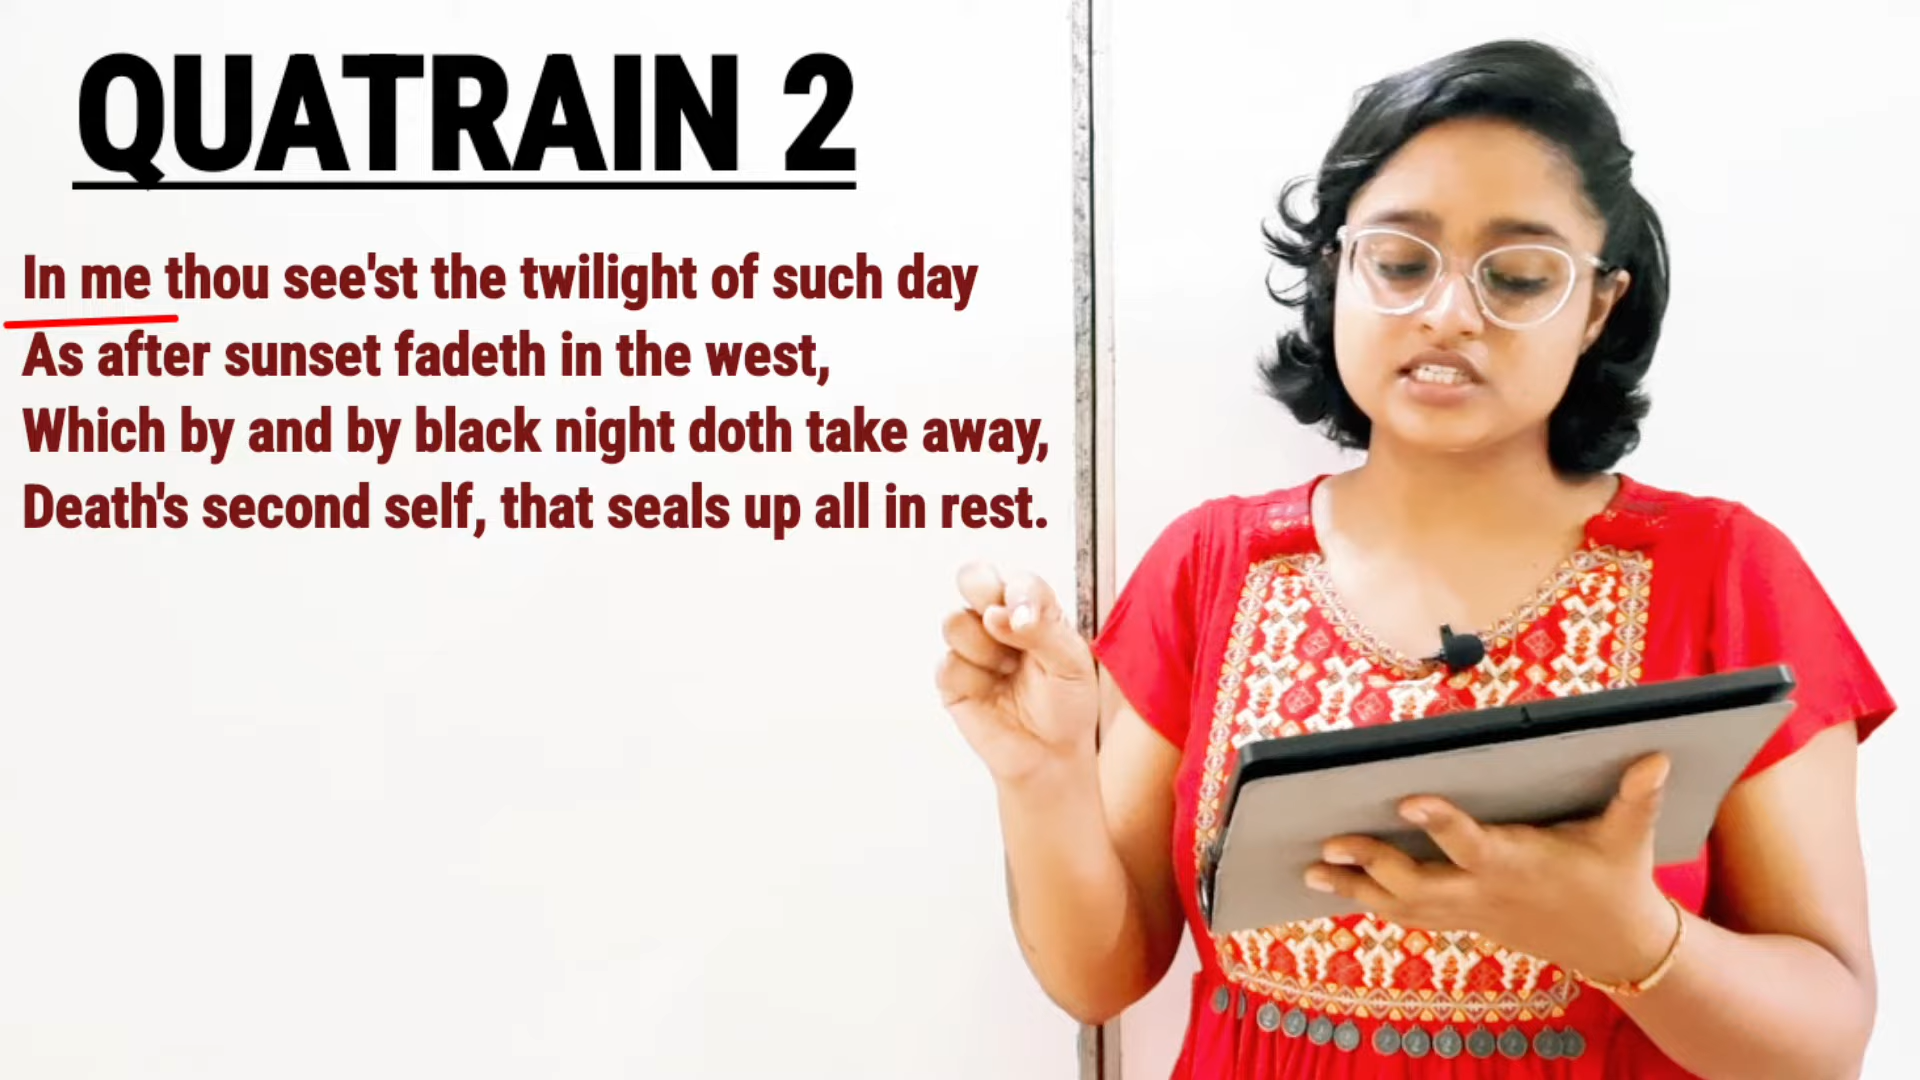 QUATRAIN 2
In me thou see'st the twilight of such day
As after sunset fadeth in the west,
Which by and by black night doth take away,
Death's second self, that seals up all in rest.